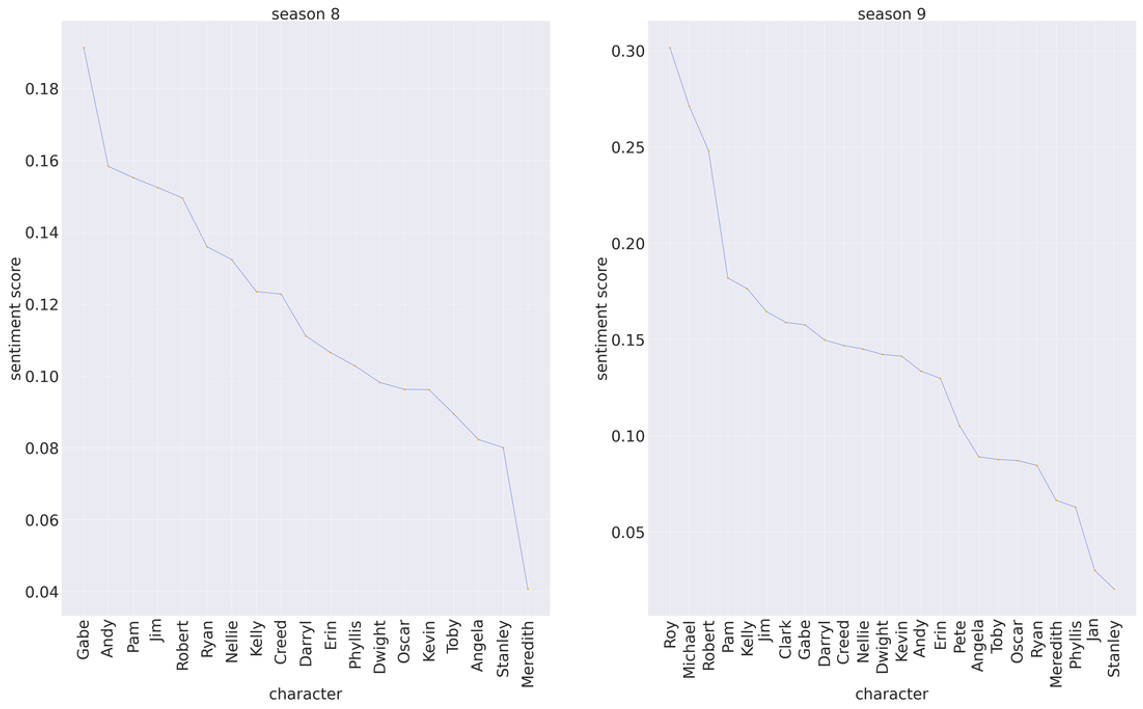 season 8
sentiment score
0.18
0.16
0.14
0.12
0.10
0.08
0.06
0.04
Gabe
Andy
Pam
Jim
Robert
Ryan
Nellie
Kelly
Creed
Darryl
Erin
Phyllis
Dwight
Oscar
Kevin
Toby
Angela
Stanley
Meredith
character
season 9
sentiment score
0.30
0.25
0.20
0.15
0.10
0.05
Roy
Michael
Robert
Pam
Kelly
Jim
Clark
Gabe
Darryl
Creed
Nellie
Dwight
Kevin
Andy
Erin
Pete
Angela
Toby
Oscar
Ryan
Meredith
Phyllis
Jan
Stanley
character